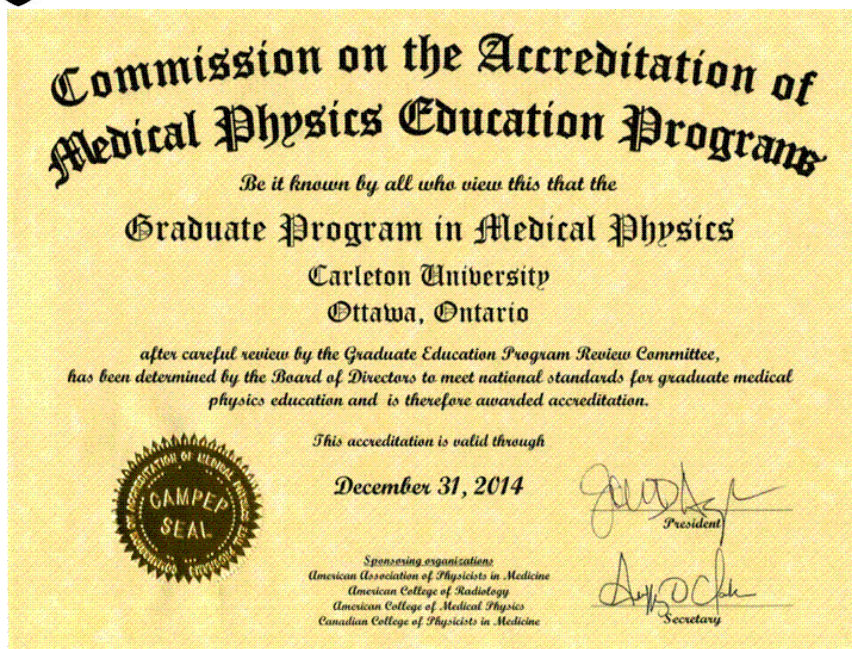 Commission on the Accreditation of
Medical Physics Education Programs
Be it known by all who view this that the
Graduate Program in Medical Physics
Carleton University
Ottawa, Ontario
after careful review by the Graduate Education Program Review Committee,
has been determined by the Board of Directors to meet national standards for graduate medical
physics education and is therefore awarded accreditation.
This accreditation is valid through
December 31, 2014
CAMPEP
SEAL
President
Secretary
Sponsoring organizations
American Association of Physicists in Medicine
American College of Radiology
American College of Medical Physics
Canadian College of Physicists in Medicine